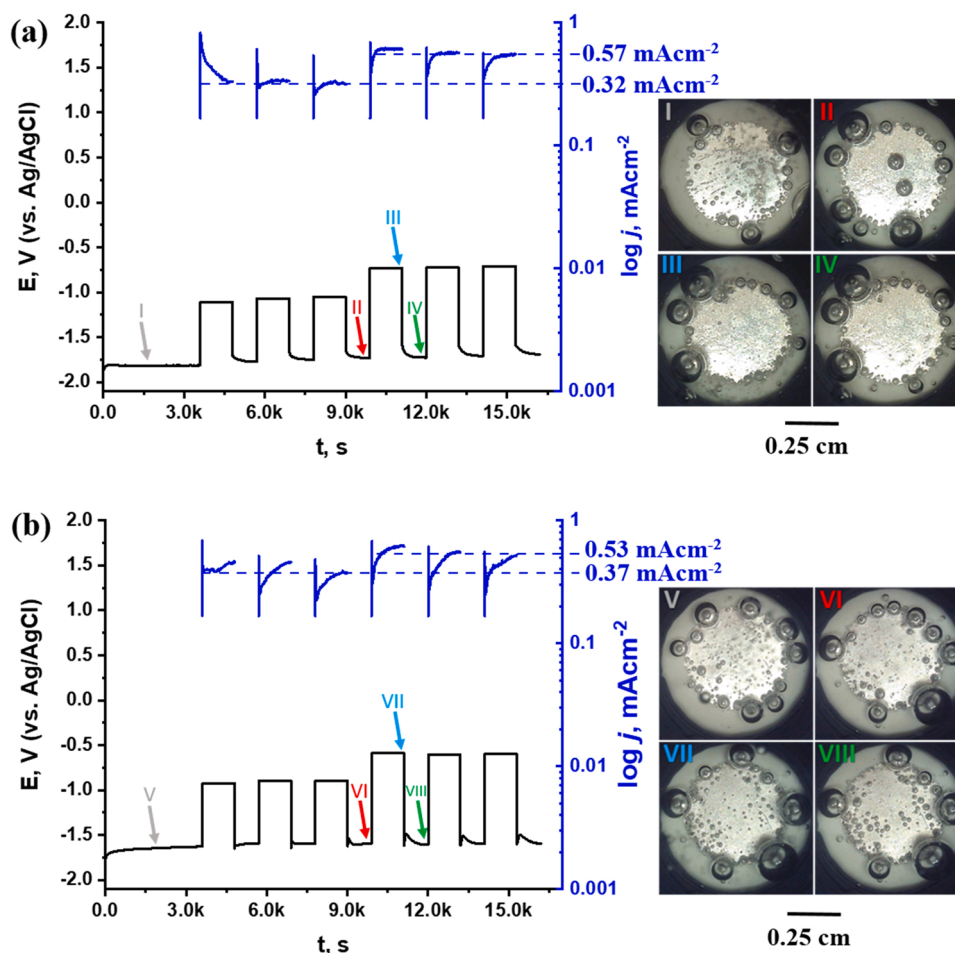 (a)
2.0
1.5
1.0
0.5
0.0
-0.5
-1.0
-1.5
-2.0
E, V (vs. Ag/AgCl)
0.0
3.0k
6.0k
9.0k
12.0k
15.0k
t, s
1
0.1
0.01
0.001
log j, mAcm-2
0.57 mAcm-2
0.32 mAcm-2
I
II
III
IV
I
II
III
IV
0.25 cm
(b)
2.0
1.5
1.0
0.5
0.0
-0.5
-1.0
-1.5
-2.0
E, V (vs. Ag/AgCl)
0.0
3.0k
6.0k
9.0k
12.0k
15.0k
t, s
1
0.1
0.01
0.001
log j, mAcm-2
0.53 mAcm-2
0.37 mAcm-2
V
VI
VII
VIII
V
VI
VII
VIII
0.25 cm